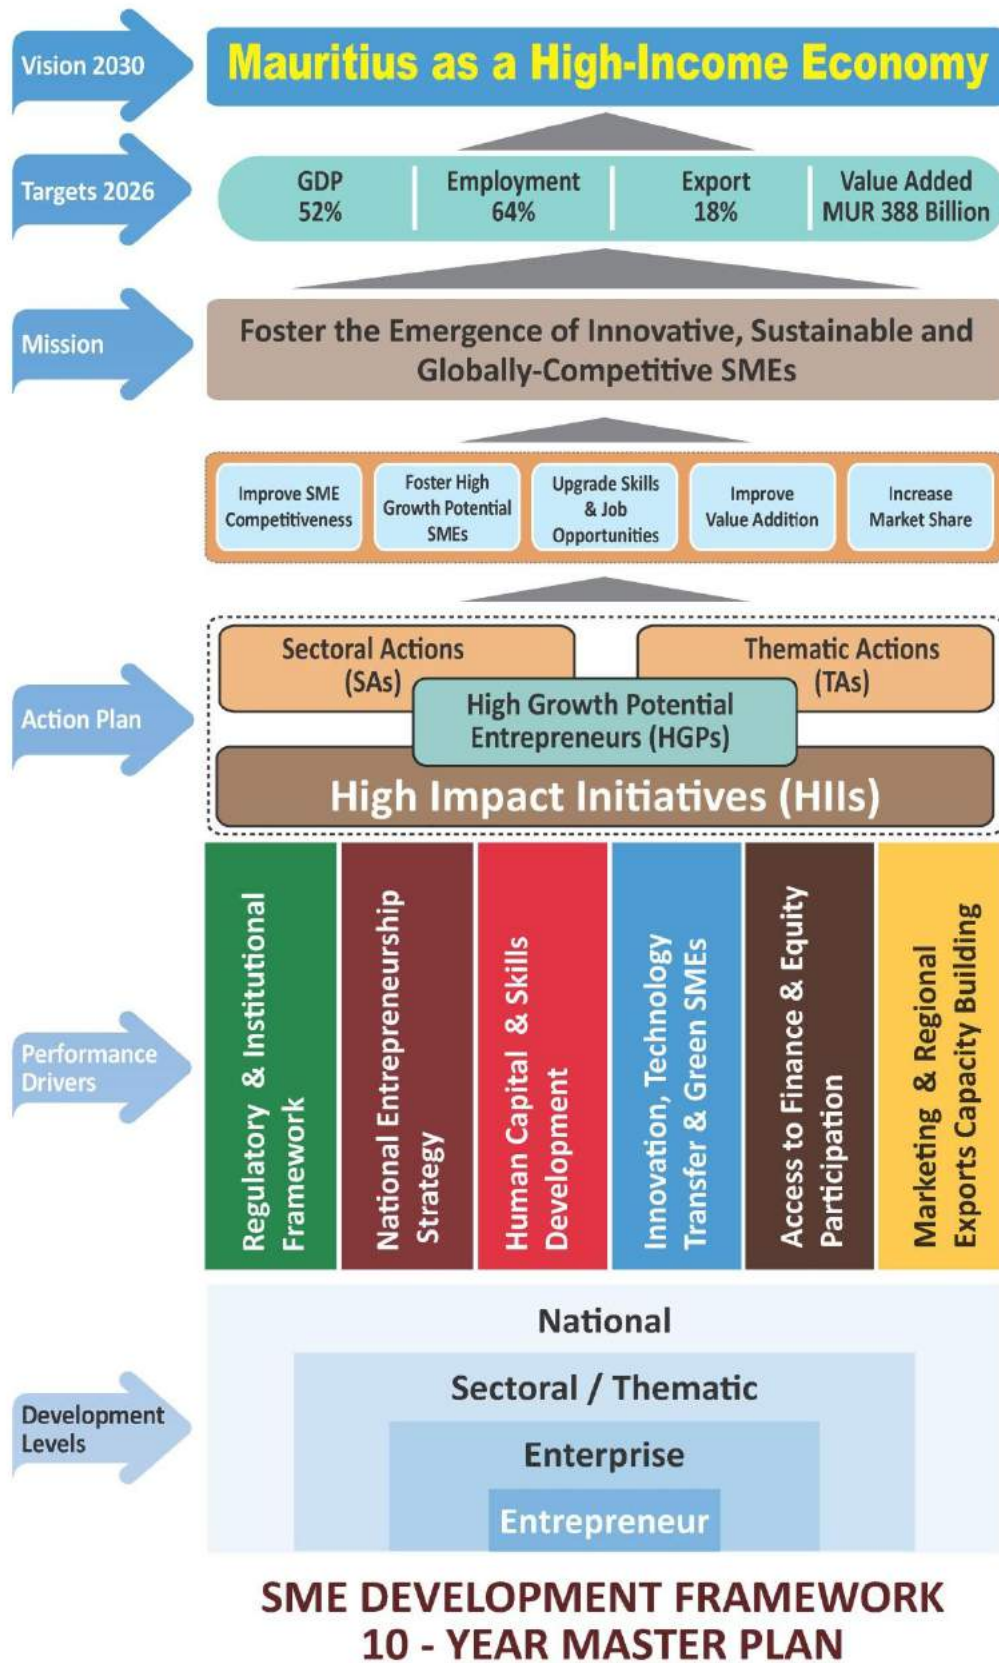 Vision 2030
Mauritius as a High-Income Economy
Targets 2026
GDP
52%
Employment
64%
Export
18%
Value Added
MUR 388 Billion
Mission
Foster the Emergence of Innovative, Sustainable and
Globally-Competitive SMEs
Improve SME
Competitiveness
Foster High
Growth Potential
SMEs
Upgrade Skills
& Job
Opportunities
Improve
Value Addition
Increase
Market Share
Action Plan
Sectoral Actions
(SAs)
Thematic Actions
(TAs)
High Growth Potential
Entrepreneurs (HGPs)
High Impact Initiatives (HIIs)
Performance
Drivers
Regulatory & Institutional
Framework
National Entrepreneurship
Strategy
Human Capital & Skills
Development
Innovation, Technology
Transfer & Green SMEs
Access to Finance & Equity
Participation
Marketing & Regional
Exports Capacity Building
Development
Levels
National
Sectoral / Thematic
Enterprise
Entrepreneur
SME DEVELOPMENT FRAMEWORK
10 - YEAR MASTER PLAN